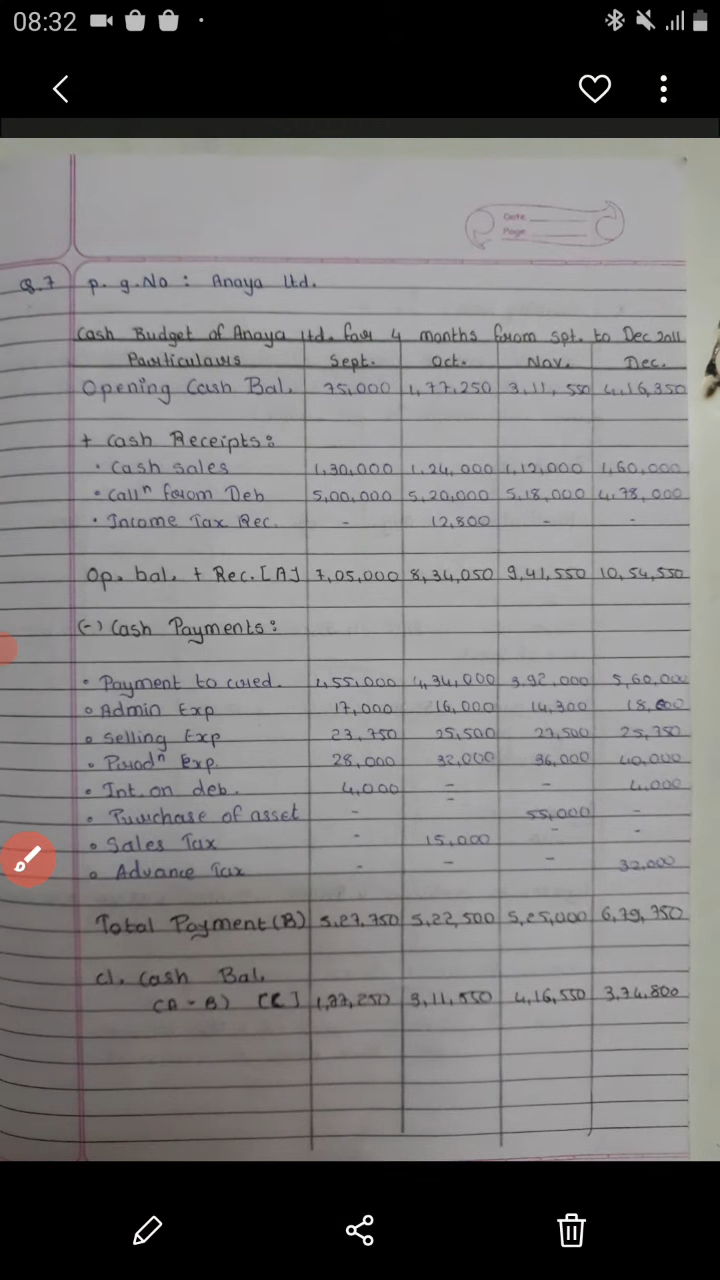 08:32
Date
Page
Q.7 P. g. No : Anaya Ltd.
Cash Budget of Anaya Ltd. for 4 months from spt. to Dec 2011
Particulars Sept. Oct. Nov. Dec.
Opening Cash Bal. 75,000 1,77,250 3,11,550 4,16,350
+ Cash Receipts:
• Cash sales 1,30,000 1,24,000 1,12,000 1,60,000
• Callⁿ from Deb 5,00,000 5,20,000 5,18,000 4,78,000
• Income Tax Rec. - 12,800 - -
Op. bal. + Rec. [A] 7,05,000 8,34,050 9,41,550 10,54,550
(-) Cash Payments:
• Payment to cred. 4,55,000 4,34,000 3,92,000 5,60,000
• Admin Exp 17,000 16,000 14,300
• Selling Exp 23,750 25,500 27,500 25,750
• Prodⁿ Exp. 28,000 32,000 36,000 40,000
• Int. on deb. 4,000 - - 4,000
• Purchase of asset - - 55,000 -
• Sales Tax - 15,000 - -
• Advance Tax - - - 32,000
Total Payment (B) 5,27,750 5,22,500 5,25,000 6,79,750
Cl. Cash Bal.
(A - B) [C] 1,77,250 3,11,550 4,16,550 3,74,800